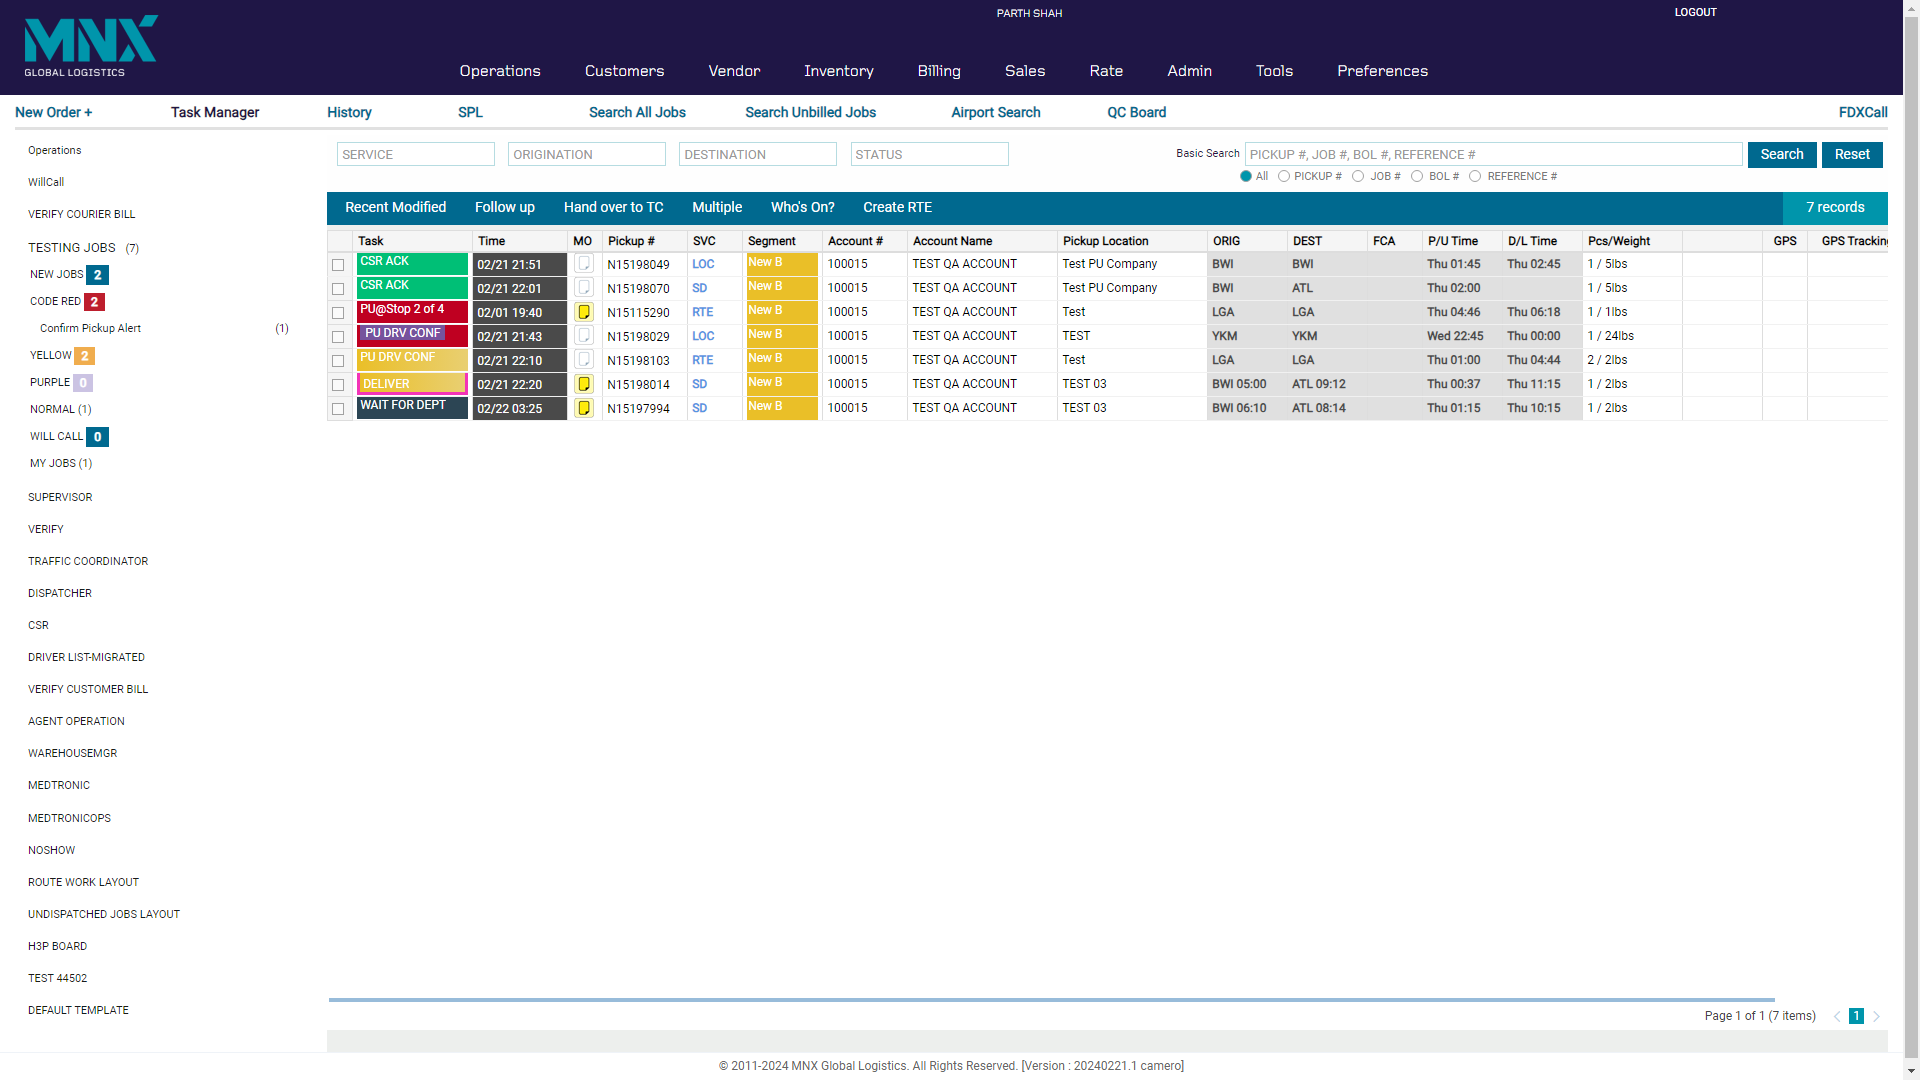 PARTH SHAH
LOGOUT
MNX
GLOBAL LOGISTICS
Operations Customers Vendor Inventory Billing Sales Rate Admin Tools Preferences
New Order + Task Manager History SPL Search All Jobs Search Unbilled Jobs Airport Search QC Board FDXCall
Operations
WillCall
VERIFY COURIER BILL
TESTING JOBS (7)
NEW JOBS 2
CODE RED 2
Confirm Pickup Alert (1)
YELLOW 2
PURPLE 0
NORMAL (1)
WILL CALL 0
MY JOBS (1)
SUPERVISOR
VERIFY
TRAFFIC COORDINATOR
DISPATCHER
CSR
DRIVER LIST-MIGRATED
VERIFY CUSTOMER BILL
AGENT OPERATION
WAREHOUSEMGR
MEDTRONIC
MEDTRONICOPS
NOSHOW
ROUTE WORK LAYOUT
UNDISPATCHED JOBS LAYOUT
H3P BOARD
TEST 44502
DEFAULT TEMPLATE
SERVICE ORIGINATION DESTINATION STATUS Basic Search PICKUP #, JOB #, BOL #, REFERENCE # Search Reset
All PICKUP # JOB # BOL # REFERENCE #
Recent Modified Follow up Hand over to TC Multiple Who's On? Create RTE 7 records
Task Time MO Pickup # SVC Segment Account # Account Name Pickup Location ORIG DEST FCA P/U Time D/L Time Pcs/Weight GPS GPS Tracking
CSR ACK 02/21 21:51 N15198049 LOC New B 100015 TEST QA ACCOUNT Test PU Company BWI BWI Thu 01:45 Thu 02:45 1 / 5lbs
CSR ACK 02/21 22:01 N15198070 SD New B 100015 TEST QA ACCOUNT Test PU Company BWI ATL Thu 02:00 1 / 5lbs
PU@Stop 2 of 4 02/01 19:40 N15115290 RTE New B 100015 TEST QA ACCOUNT Test LGA LGA Thu 04:46 Thu 06:18 1 / 1lbs
PU DRV CONF 02/21 21:43 N15198029 LOC New B 100015 TEST QA ACCOUNT TEST YKM YKM Wed 22:45 Thu 00:00 1 / 24lbs
PU DRV CONF 02/21 22:10 N15198103 RTE New B 100015 TEST QA ACCOUNT Test LGA LGA Thu 01:00 Thu 04:44 2 / 2lbs
DELIVER 02/21 22:20 N15198014 SD New B 100015 TEST QA ACCOUNT TEST 03 BWI 05:00 ATL 09:12 Thu 00:37 Thu 11:15 1 / 2lbs
WAIT FOR DEPT 02/22 03:25 N15197994 SD New B 100015 TEST QA ACCOUNT TEST 03 BWI 06:10 ATL 08:14 Thu 01:15 Thu 10:15 1 / 2lbs
Page 1 of 1 (7 items) 1
© 2011-2024 MNX Global Logistics. All Rights Reserved. [Version : 20240221.1 camero]